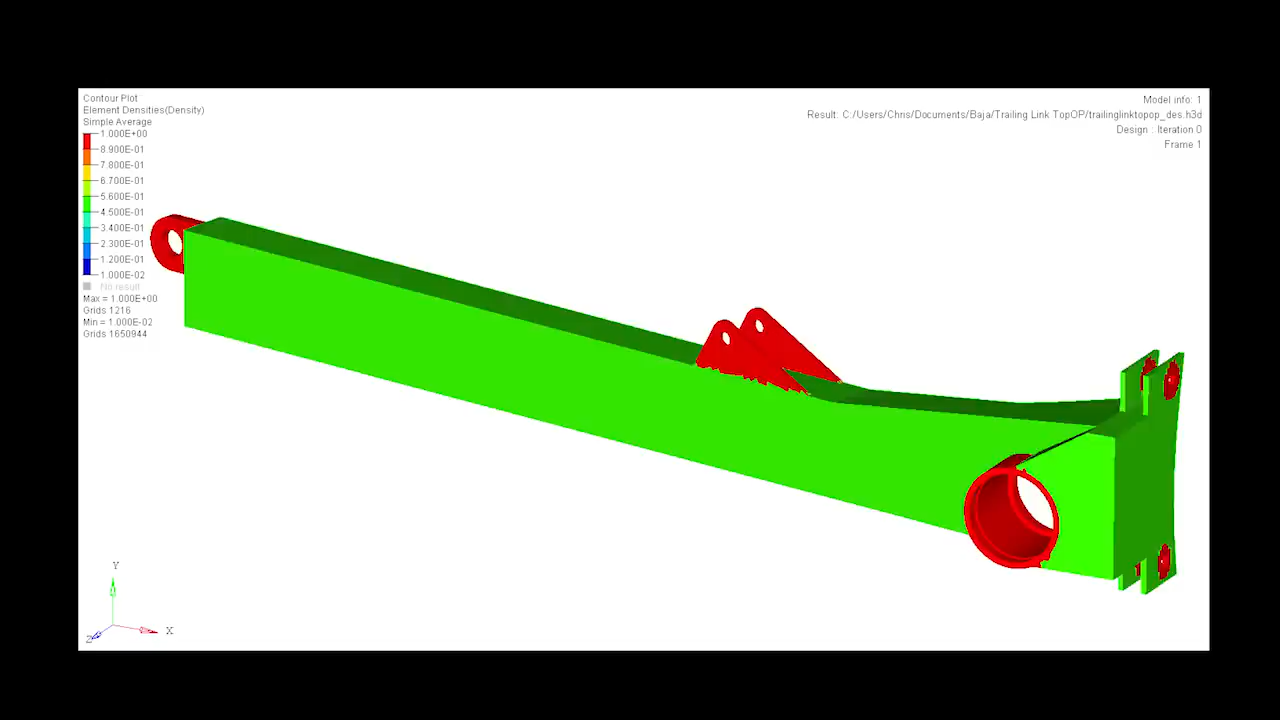 Contour Plot
Element Densities(Density)
Simple Average
1.000E+00
8.900E-01
7.800E-01
6.700E-01
5.600E-01
4.500E-01
3.400E-01
2.300E-01
1.200E-01
1.000E-02
No result
Max = 1.000E+00
Grids 1216
Min = 1.000E-02
Grids 1650944
Model info: 1
Result: C:/Users/Chris/Documents/Baja/Trailing Link TopOP/trailinglinktopop_des.h3d
Design : Iteration 0
Frame 1
Y
X
Z